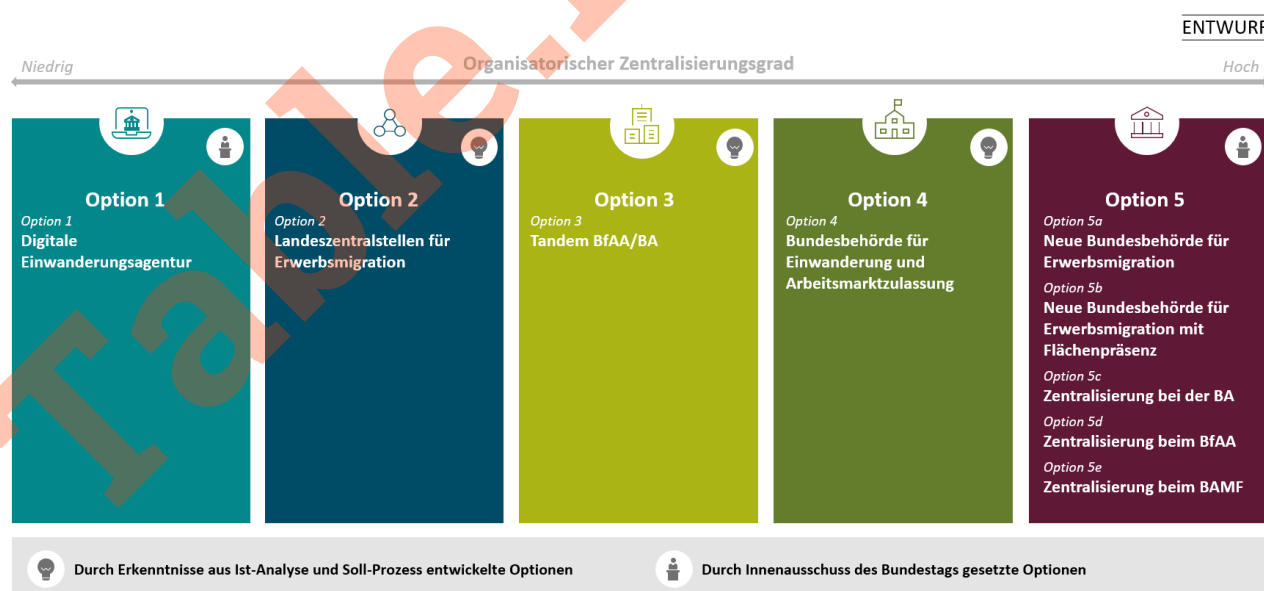 ENTWURF
Niedrig
Organisatorischer Zentralisierungsgrad
Hoch
Option 1
Option 1
Digitale
Einwanderungsagentur
Option 2
Option 2
Landeszentralstellen für
Erwerbsmigration
Option 3
Option 3
Tandem BfAA/BA
Option 4
Option 4
Bundesbehörde für
Einwanderung und
Arbeitsmarktzulassung
Option 5
Option 5a
Neue Bundesbehörde für
Erwerbsmigration
Option 5b
Neue Bundesbehörde für
Erwerbsmigration mit
Flächenpräsenz
Option 5c
Zentralisierung bei der BA
Option 5d
Zentralisierung beim BfAA
Option 5e
Zentralisierung beim BAMF
Durch Erkenntnisse aus Ist-Analyse und Soll-Prozess entwickelte Optionen
Durch Innenausschuss des Bundestags gesetzte Optionen
Table.